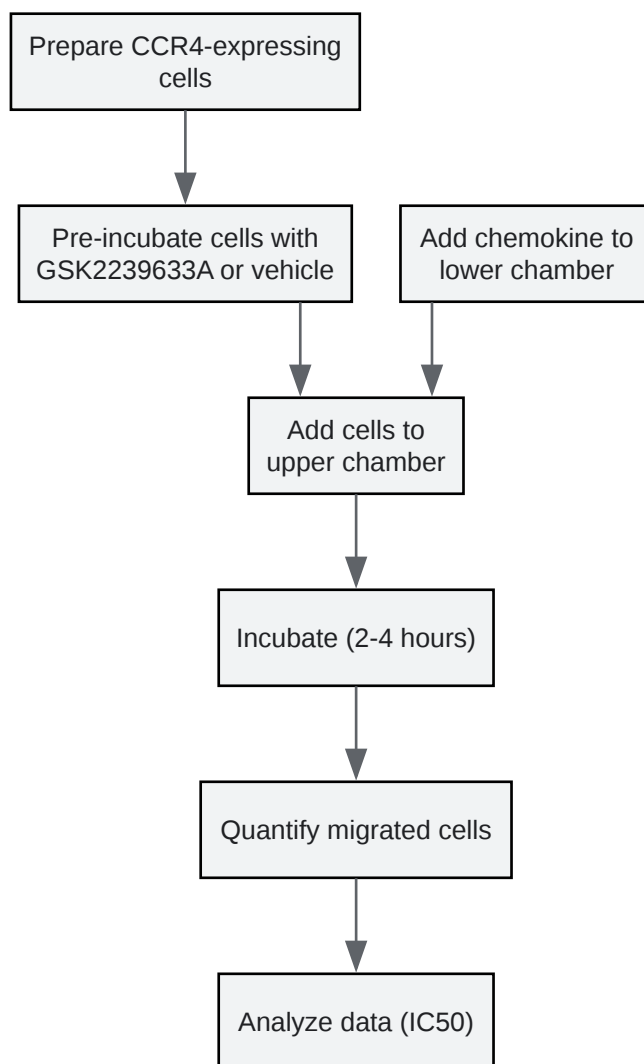 Prepare CCR4-expressing
cells
Pre-incubate cells with
GSK2239633A or vehicle
Add chemokine to
lower chamber
Add cells to
upper chamber
Incubate (2-4 hours)
Quantify migrated cells
Analyze data (IC50)